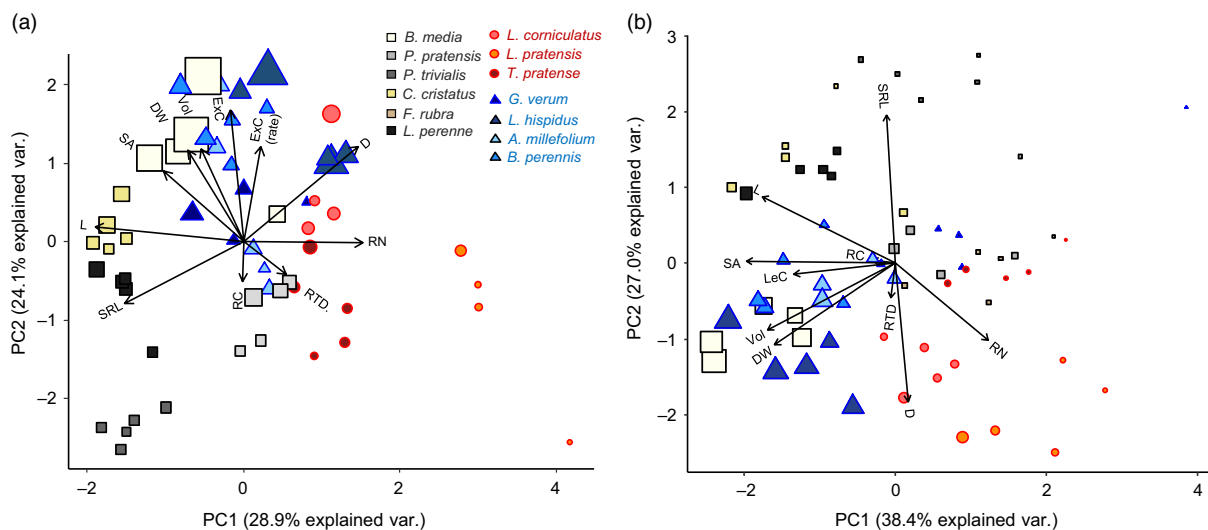 (a)
B. media
P. pratensis
P. trivialis
C. cristatus
F. rubra
L. perenne
L. corniculatus
L. pratensis
T. pratense
G. verum
L. hispidus
A. millefolium
B. perennis
2
1
0
−1
−2
PC2 (24.1% explained var.)
SA
DW
Vol
ExC
ExC
(rate)
D
L
RN
SRL
RC
RTD.
−2
0
2
4
PC1 (28.9% explained var.)
(b)
3
2
1
0
−1
−2
PC2 (27.0% explained var.)
SRL
L
SA
RC
LeC
RTD
Vol
DW
RN
D
−2
0
2
4
PC1 (38.4% explained var.)